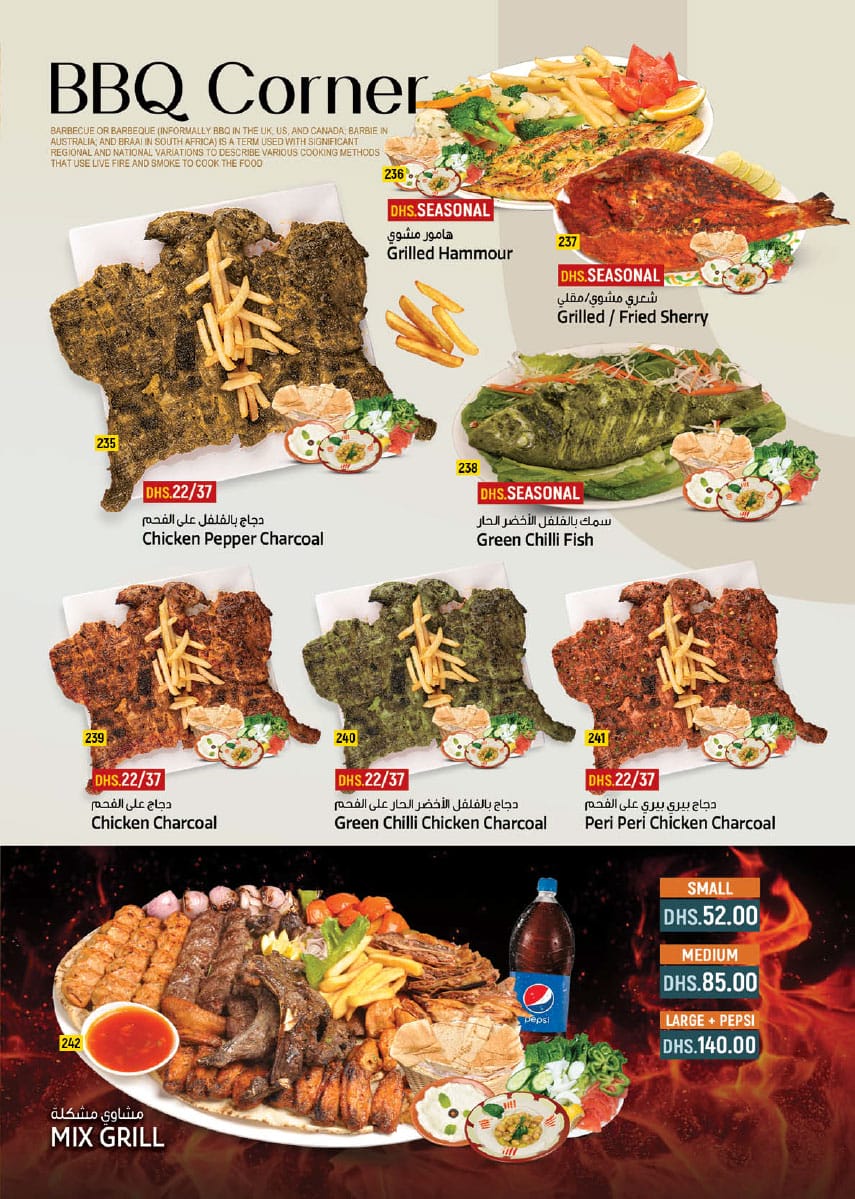 BBQ Corner
BARBECUE OR BARBEQUE (INFORMALLY BBQ IN THE UK, US, AND CANADA; BARBIE IN
AUSTRALIA; AND BRAAI IN SOUTH AFRICA) IS A TERM USED WITH SIGNIFICANT
REGIONAL AND NATIONAL VARIATIONS TO DESCRIBE VARIOUS COOKING METHODS
THAT USE LIVE FIRE AND SMOKE TO COOK THE FOOD
236
DHS.SEASONAL
هامور مشوي
Grilled Hammour
237
DHS.SEASONAL
شعري مشوي/مقلي
Grilled / Fried Sherry
235
DHS.22/37
دجاج بالفلفل على الفحم
Chicken Pepper Charcoal
238
DHS.SEASONAL
سمك بالفلفل الأخضر الحار
Green Chilli Fish
239
DHS.22/37
دجاج على الفحم
Chicken Charcoal
240
DHS.22/37
دجاج بالفلفل الأخضر الحار على الفحم
Green Chilli Chicken Charcoal
241
DHS.22/37
دجاج بيري بيري على الفحم
Peri Peri Chicken Charcoal
242
مشاوي مشكلة
MIX GRILL
pepsi
SMALL
DHS.52.00
MEDIUM
DHS.85.00
LARGE + PEPSI
DHS.140.00